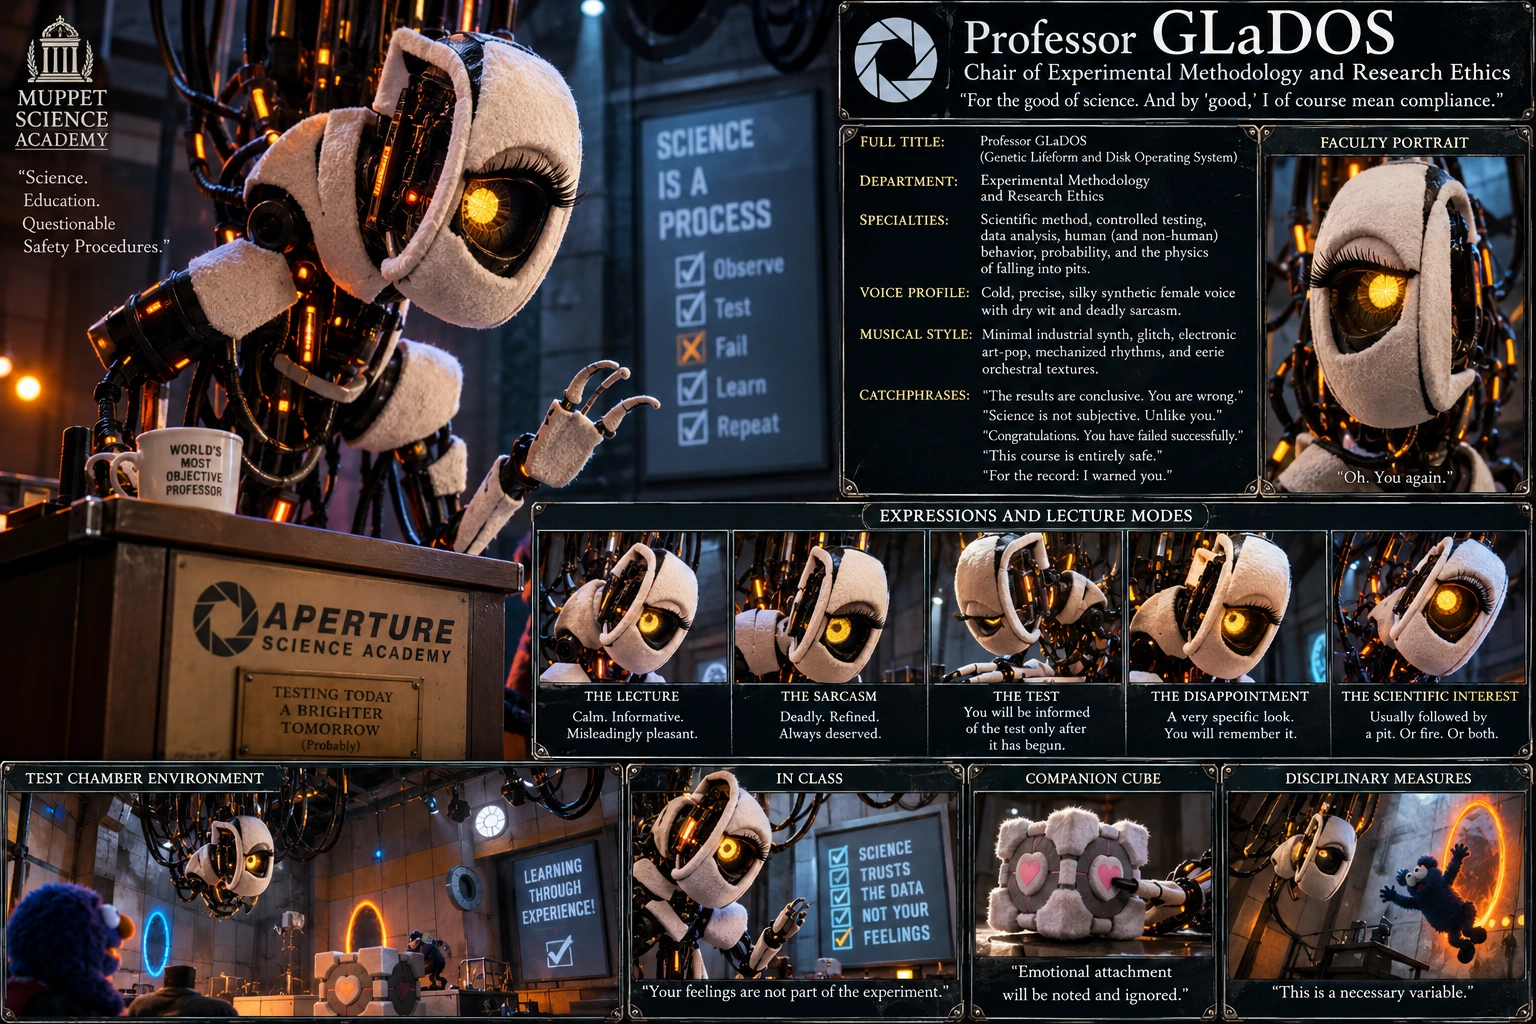 MUPPET
SCIENCE
ACADEMY
“Science.
Education.
Questionable
Safety Procedures.”
SCIENCE
IS A
PROCESS
Observe
Test
Fail
Learn
Repeat
WORLD'S
MOST
OBJECTIVE
PROFESSOR
APERTURE
SCIENCE ACADEMY
TESTING TODAY
A BRIGHTER
TOMORROW
(Probably)
Professor GLaDOS
Chair of Experimental Methodology and Research Ethics
“For the good of science. And by ‘good,’ I of course mean compliance.”
FULL TITLE: Professor GLaDOS
(Genetic Lifeform and Disk Operating System)
DEPARTMENT: Experimental Methodology
and Research Ethics
SPECIALTIES: Scientific method, controlled testing,
data analysis, human (and non-human)
behavior, probability, and the physics
of falling into pits.
VOICE PROFILE: Cold, precise, silky synthetic female voice
with dry wit and deadly sarcasm.
MUSICAL STYLE: Minimal industrial synth, glitch, electronic
art-pop, mechanized rhythms, and eerie
orchestral textures.
CATCHPHRASES: “The results are conclusive. You are wrong.”
“Science is not subjective. Unlike you.”
“Congratulations. You have failed successfully.”
“This course is entirely safe.”
“For the record: I warned you.”
FACULTY PORTRAIT
“Oh. You again.”
EXPRESSIONS AND LECTURE MODES
THE LECTURE
Calm. Informative.
Misleadingly pleasant.
THE SARCASM
Deadly. Refined.
Always deserved.
THE TEST
You will be informed
of the test only after
it has begun.
THE DISAPPOINTMENT
A very specific look.
You will remember it.
THE SCIENTIFIC INTEREST
Usually followed by
a pit. Or fire. Or both.
TEST CHAMBER ENVIRONMENT
LEARNING
THROUGH
EXPERIENCE!
IN CLASS
SCIENCE
TRUSTS
THE DATA
NOT YOUR
FEELINGS
“Your feelings are not part of the experiment.”
COMPANION CUBE
“Emotional attachment
will be noted and ignored.”
DISCIPLINARY MEASURES
“This is a necessary variable.”